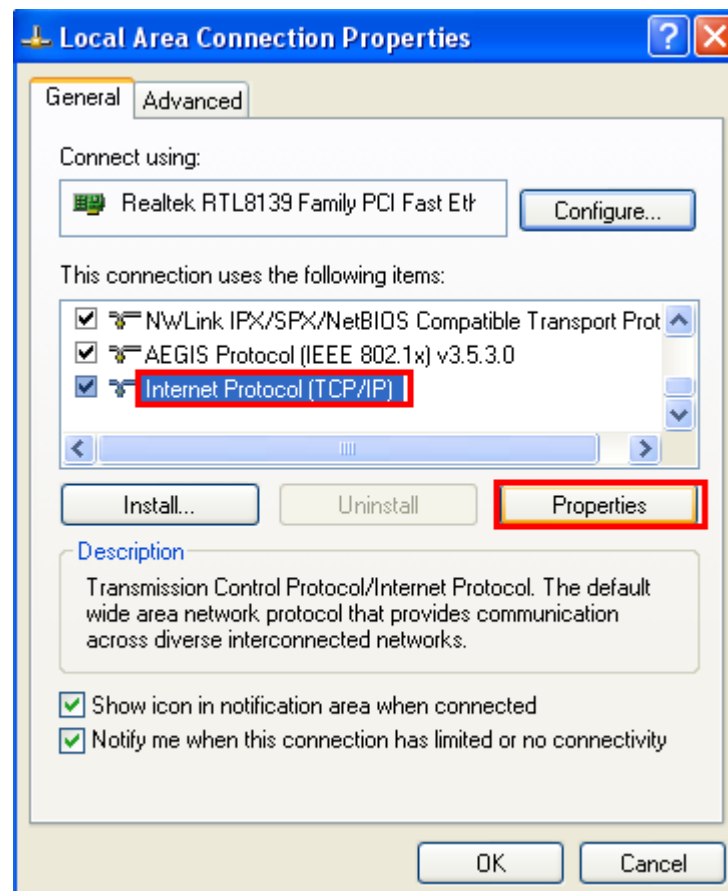 Local Area Connection Properties
General Advanced
Connect using:
Realtek RTL8139 Family PCI Fast Eth
Configure...
This connection uses the following items:
NWLink IPX/SPX/NetBIOS Compatible Transport Prot
AEGIS Protocol (IEEE 802.1x) v3.5.3.0
Internet Protocol (TCP/IP)
Install... Uninstall Properties
Description
Transmission Control Protocol/Internet Protocol. The default
wide area network protocol that provides communication
across diverse interconnected networks.
Show icon in notification area when connected
Notify me when this connection has limited or no connectivity
OK Cancel